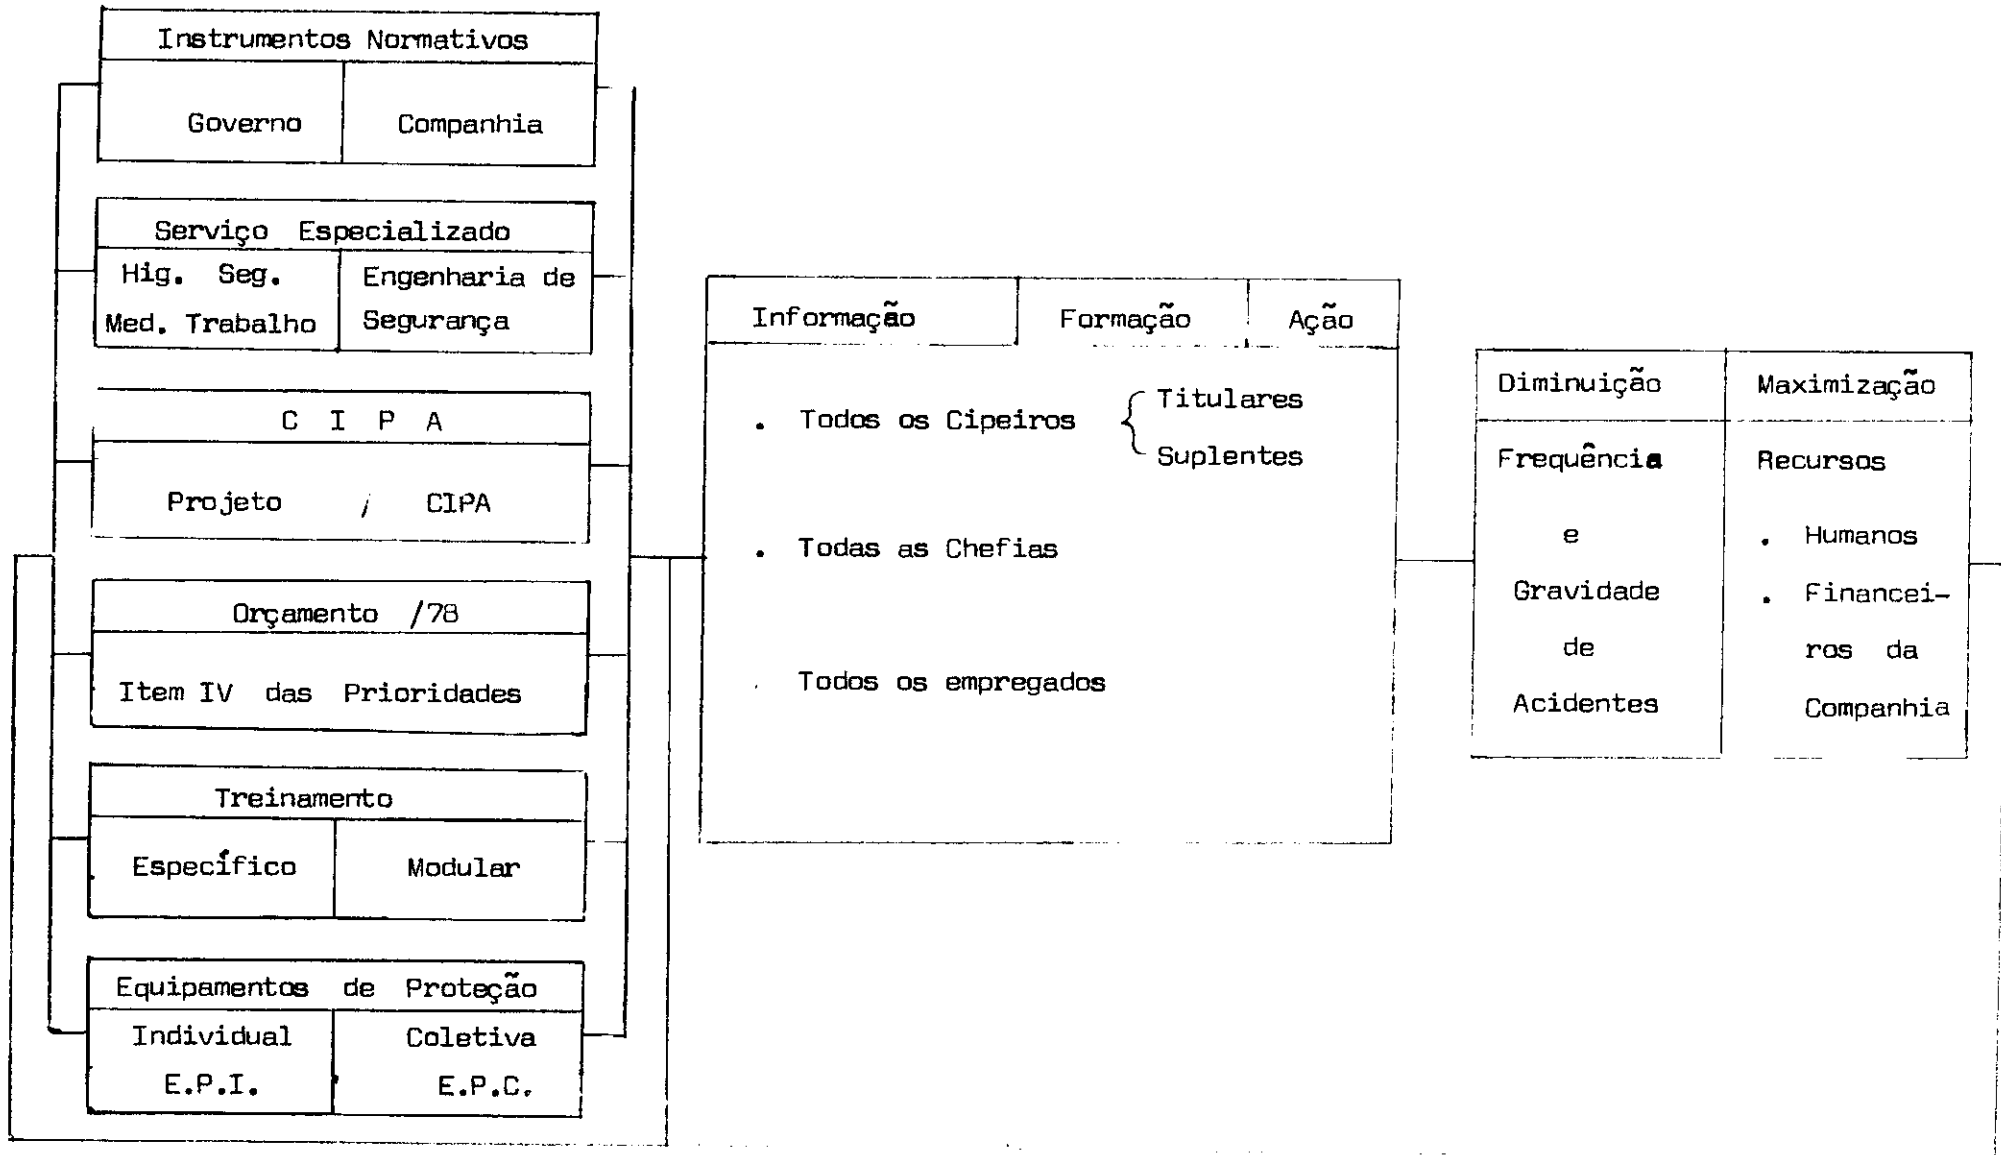 Instrumentos Normativos
Governo
Companhia
Serviço Especializado
Hig. Seg.
Med. Trabalho
Engenharia de
Segurança
C I P A
Projeto / CIPA
Orçamento /78
Item IV das Prioridades
Treinamento
Específico
Modular
Equipamentos de Proteção
Individual
E.P.I.
Coletiva
E.P.C.
Informação
Formação
Ação
. Todos os Cipeiros
Titulares
Suplentes
. Todas as Chefias
. Todos os empregados
Diminuição
Frequência
e
Gravidade
de
Acidentes
Maximização
Recursos
. Humanos
. Financei-
ros da
Companhia